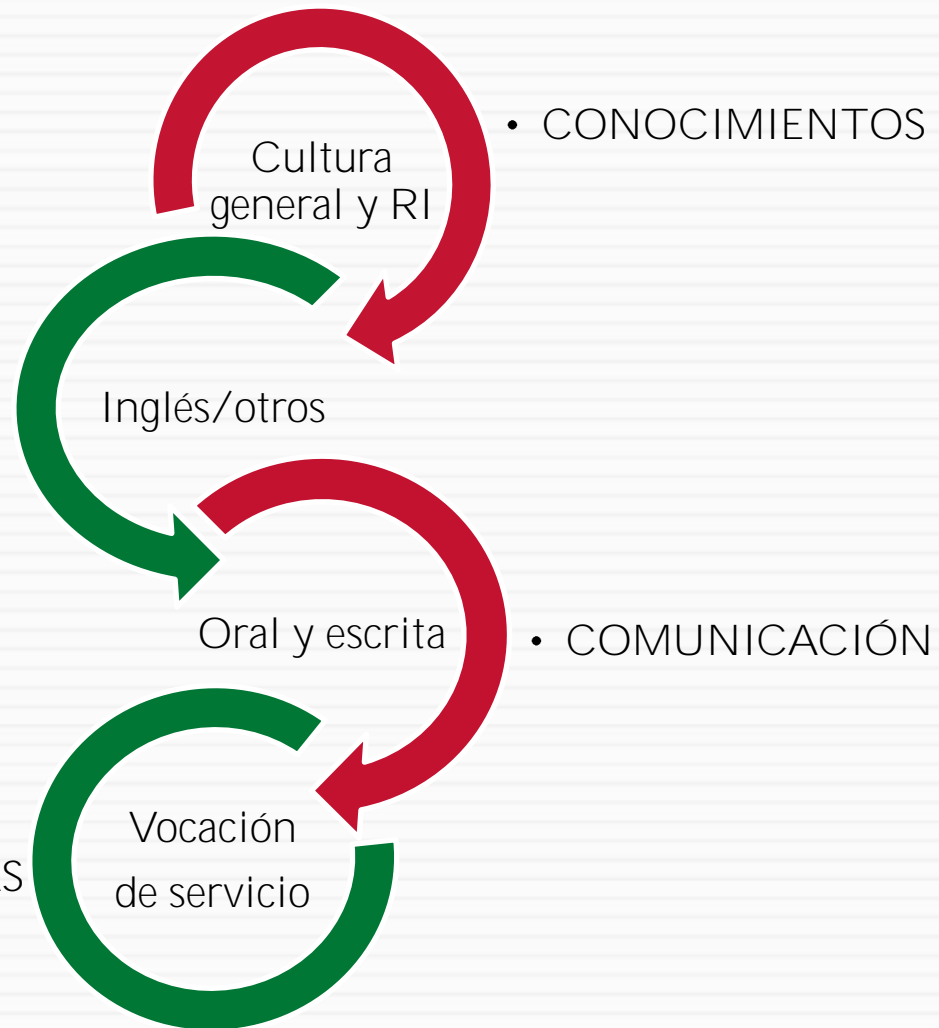 • CONOCIMIENTOS
Cultura
general y RI
Inglés/otros
Oral y escrita
• COMUNICACIÓN
Vocación
de servicio